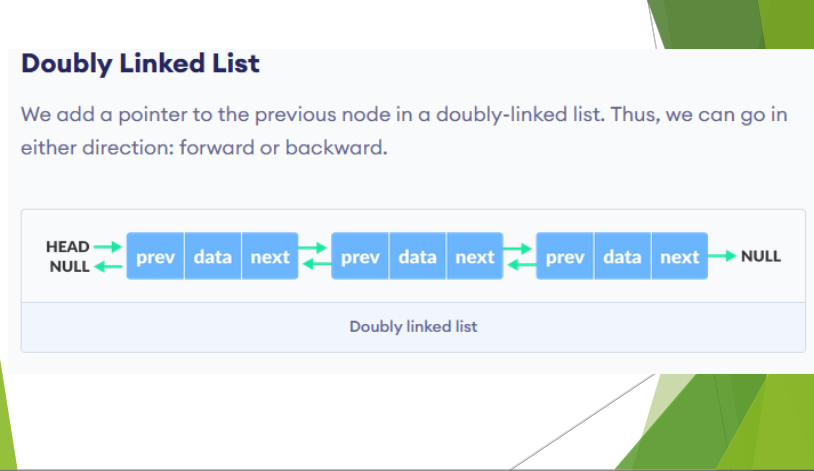 Doubly Linked List
We add a pointer to the previous node in a doubly-linked list. Thus, we can go in
either direction: forward or backward.
HEAD prev data next prev data next prev data next NULL
NULL
Doubly linked list